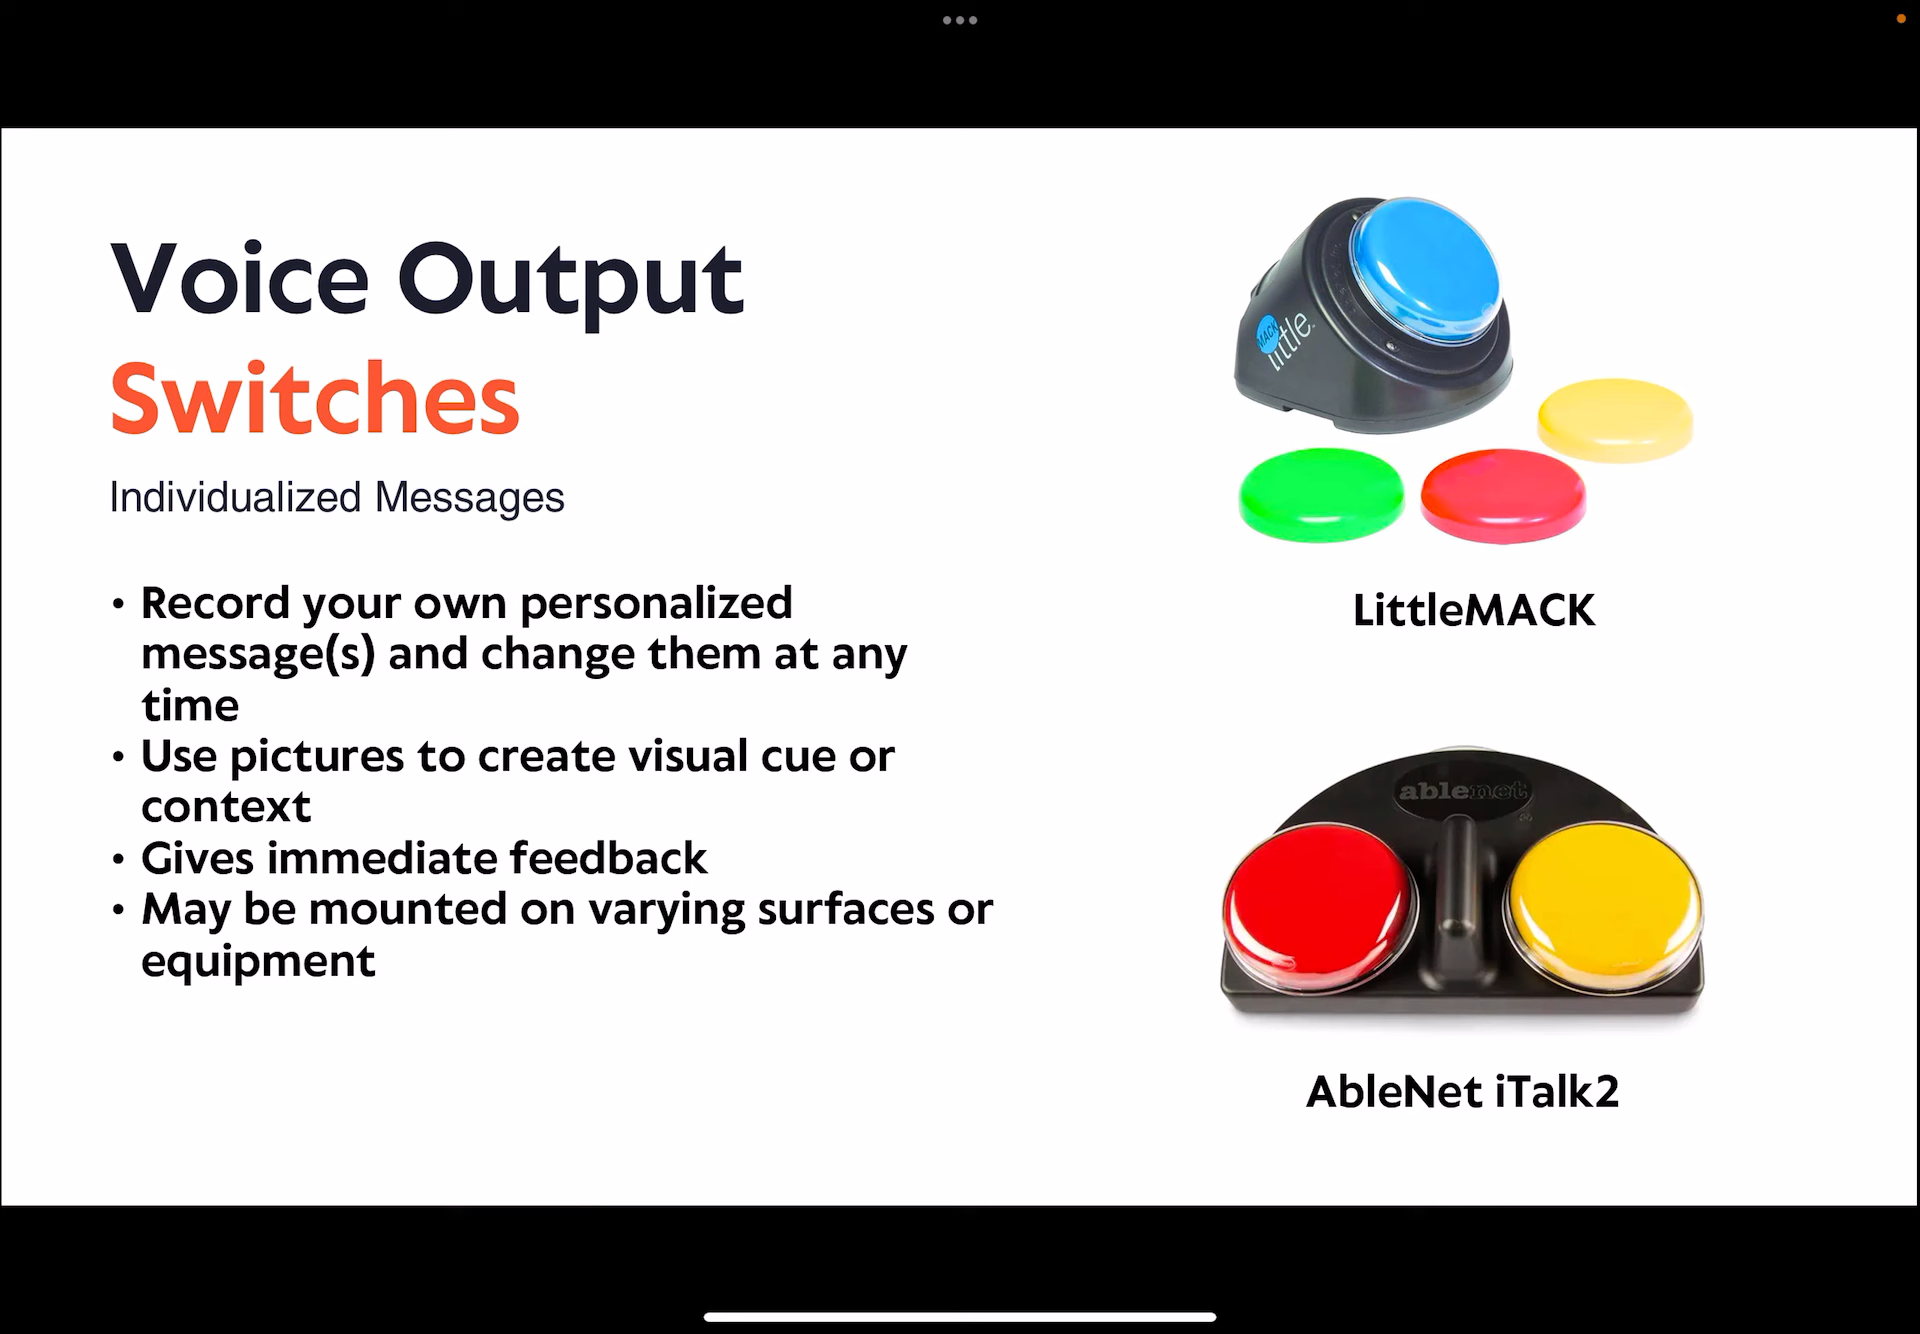 Voice Output
Switches
Individualized Messages
• Record your own personalized
message(s) and change them at any
time
• Use pictures to create visual cue or
context
• Gives immediate feedback
• May be mounted on varying surfaces or
equipment
MACK
little
LittleMACK
ablenet
AbleNet iTalk2